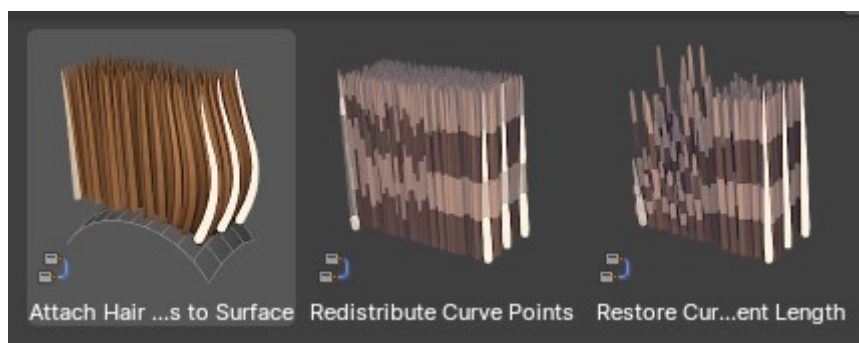 Attach Hair ...s to Surface
Redistribute Curve Points
Restore Cur...ent Length